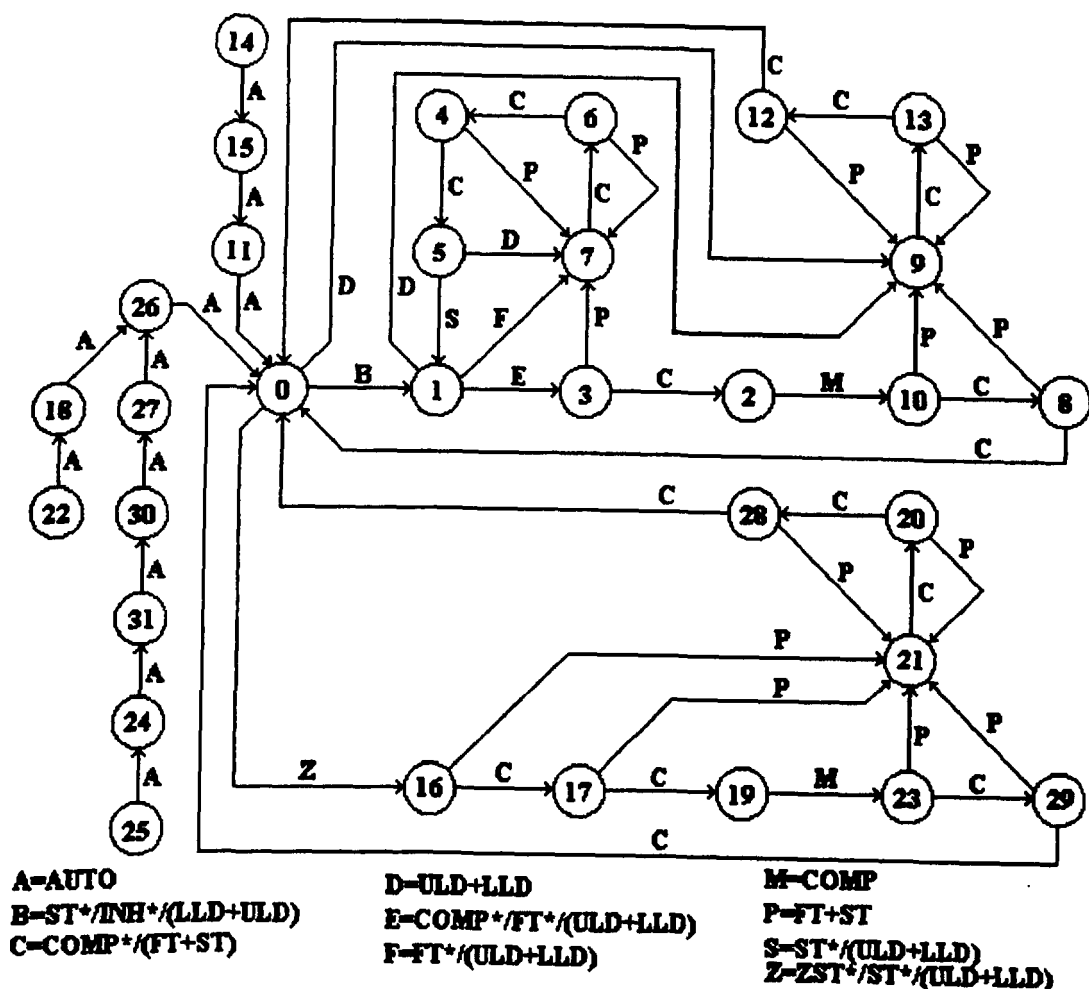 14
C
A
12
C
13
4
C
6
15
P
P
P
C
P
C
A
C
11
5
D
7
9
26
A
A
D
D
S
F
P
P
P
A
A
0
B
1
E
3
C
2
M
10
C
8
18
27
A
A
C
22
30
C
28
C
20
A
P
P
C
31
P
21
A
P
24
P
P
A
Z
16
C
17
C
19
M
23
C
29
25
C
A=AUTO
B=ST*/INH*/(LLD+ULD)
C=COMP*/(FT+ST)
D=ULD+LLD
E=COMP*/FT*/(ULD+LLD)
F=FT*/(ULD+LLD)
M=COMP
P=FT+ST
S=ST*/(ULD+LLD)
Z=ZST*/ST*/(ULD+LLD)